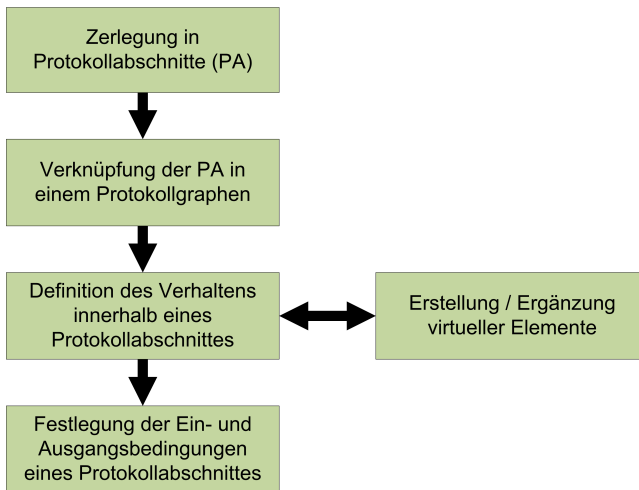 Zerlegung in
Protokollabschnitte (PA)
Verknüpfung der PA in
einem Protokollgraphen
Definition des Verhaltens
innerhalb eines
Protokollabschnittes
Erstellung / Ergänzung
virtueller Elemente
Festlegung der Ein- und
Ausgangsbedingungen
eines Protokollabschnittes